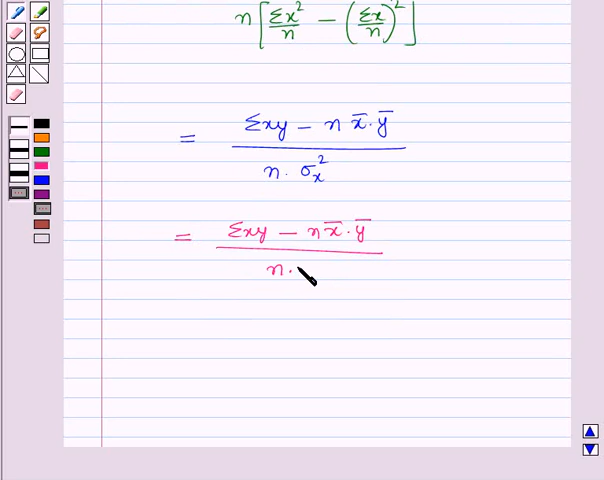 n[Σx²/n − (Σx/n)²]
= (Σxy − n x̄·ȳ)/(n·σₓ²)
= (Σxy − n x̄·ȳ)/(n·